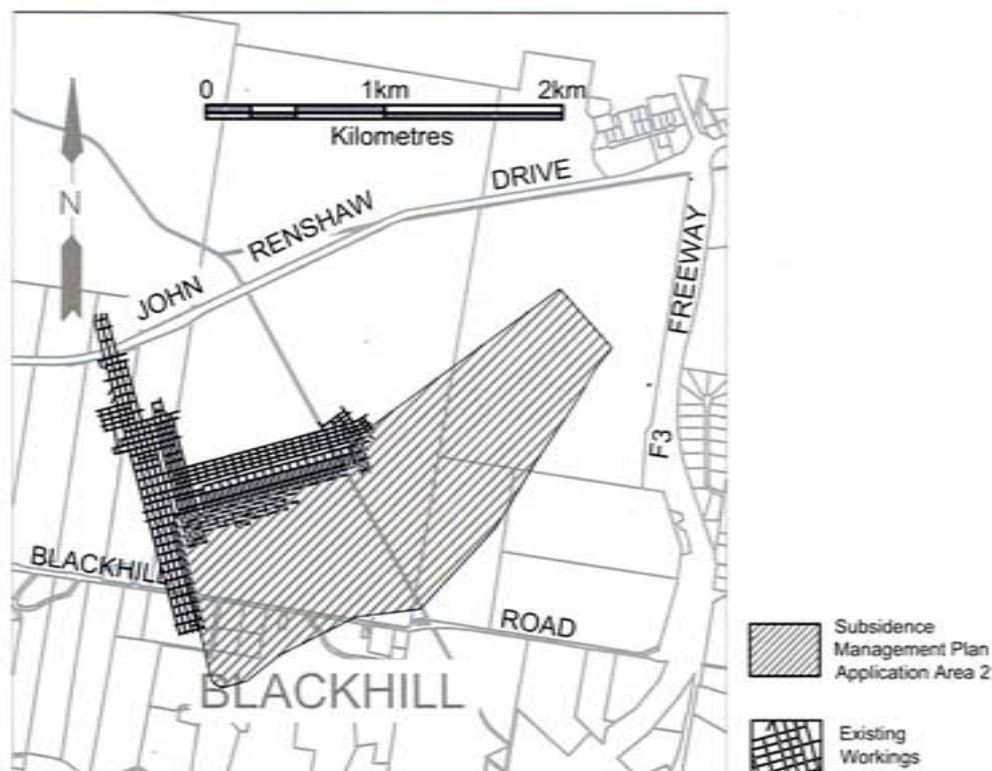 0 1km 2km
Kilometres
N
JOHN RENSHAW DRIVE
F3 FREEWAY
BLACKHILL ROAD
BLACKHILL
Subsidence
Management Plan
Application Area 2
Existing
Workings